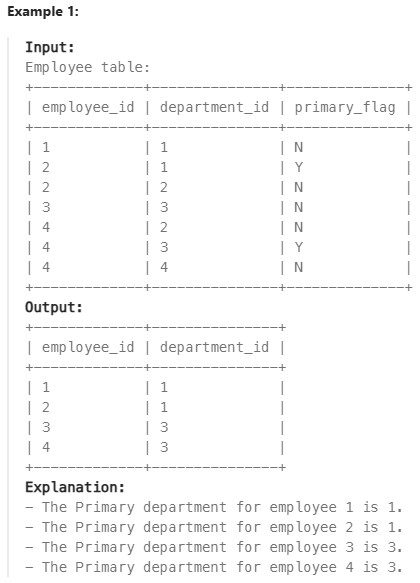 Example 1:
Input:
Employee table:
+-------------+---------------+--------------+
| employee_id | department_id | primary_flag |
+-------------+---------------+--------------+
| 1           | 1             | N            |
| 2           | 1             | Y            |
| 2           | 2             | N            |
| 3           | 3             | N            |
| 4           | 2             | N            |
| 4           | 3             | Y            |
| 4           | 4             | N            |
+-------------+---------------+--------------+
Output:
+-------------+---------------+
| employee_id | department_id |
+-------------+---------------+
| 1           | 1             |
| 2           | 1             |
| 3           | 3             |
| 4           | 3             |
+-------------+---------------+
Explanation:
- The Primary department for employee 1 is 1.
- The Primary department for employee 2 is 1.
- The Primary department for employee 3 is 3.
- The Primary department for employee 4 is 3.